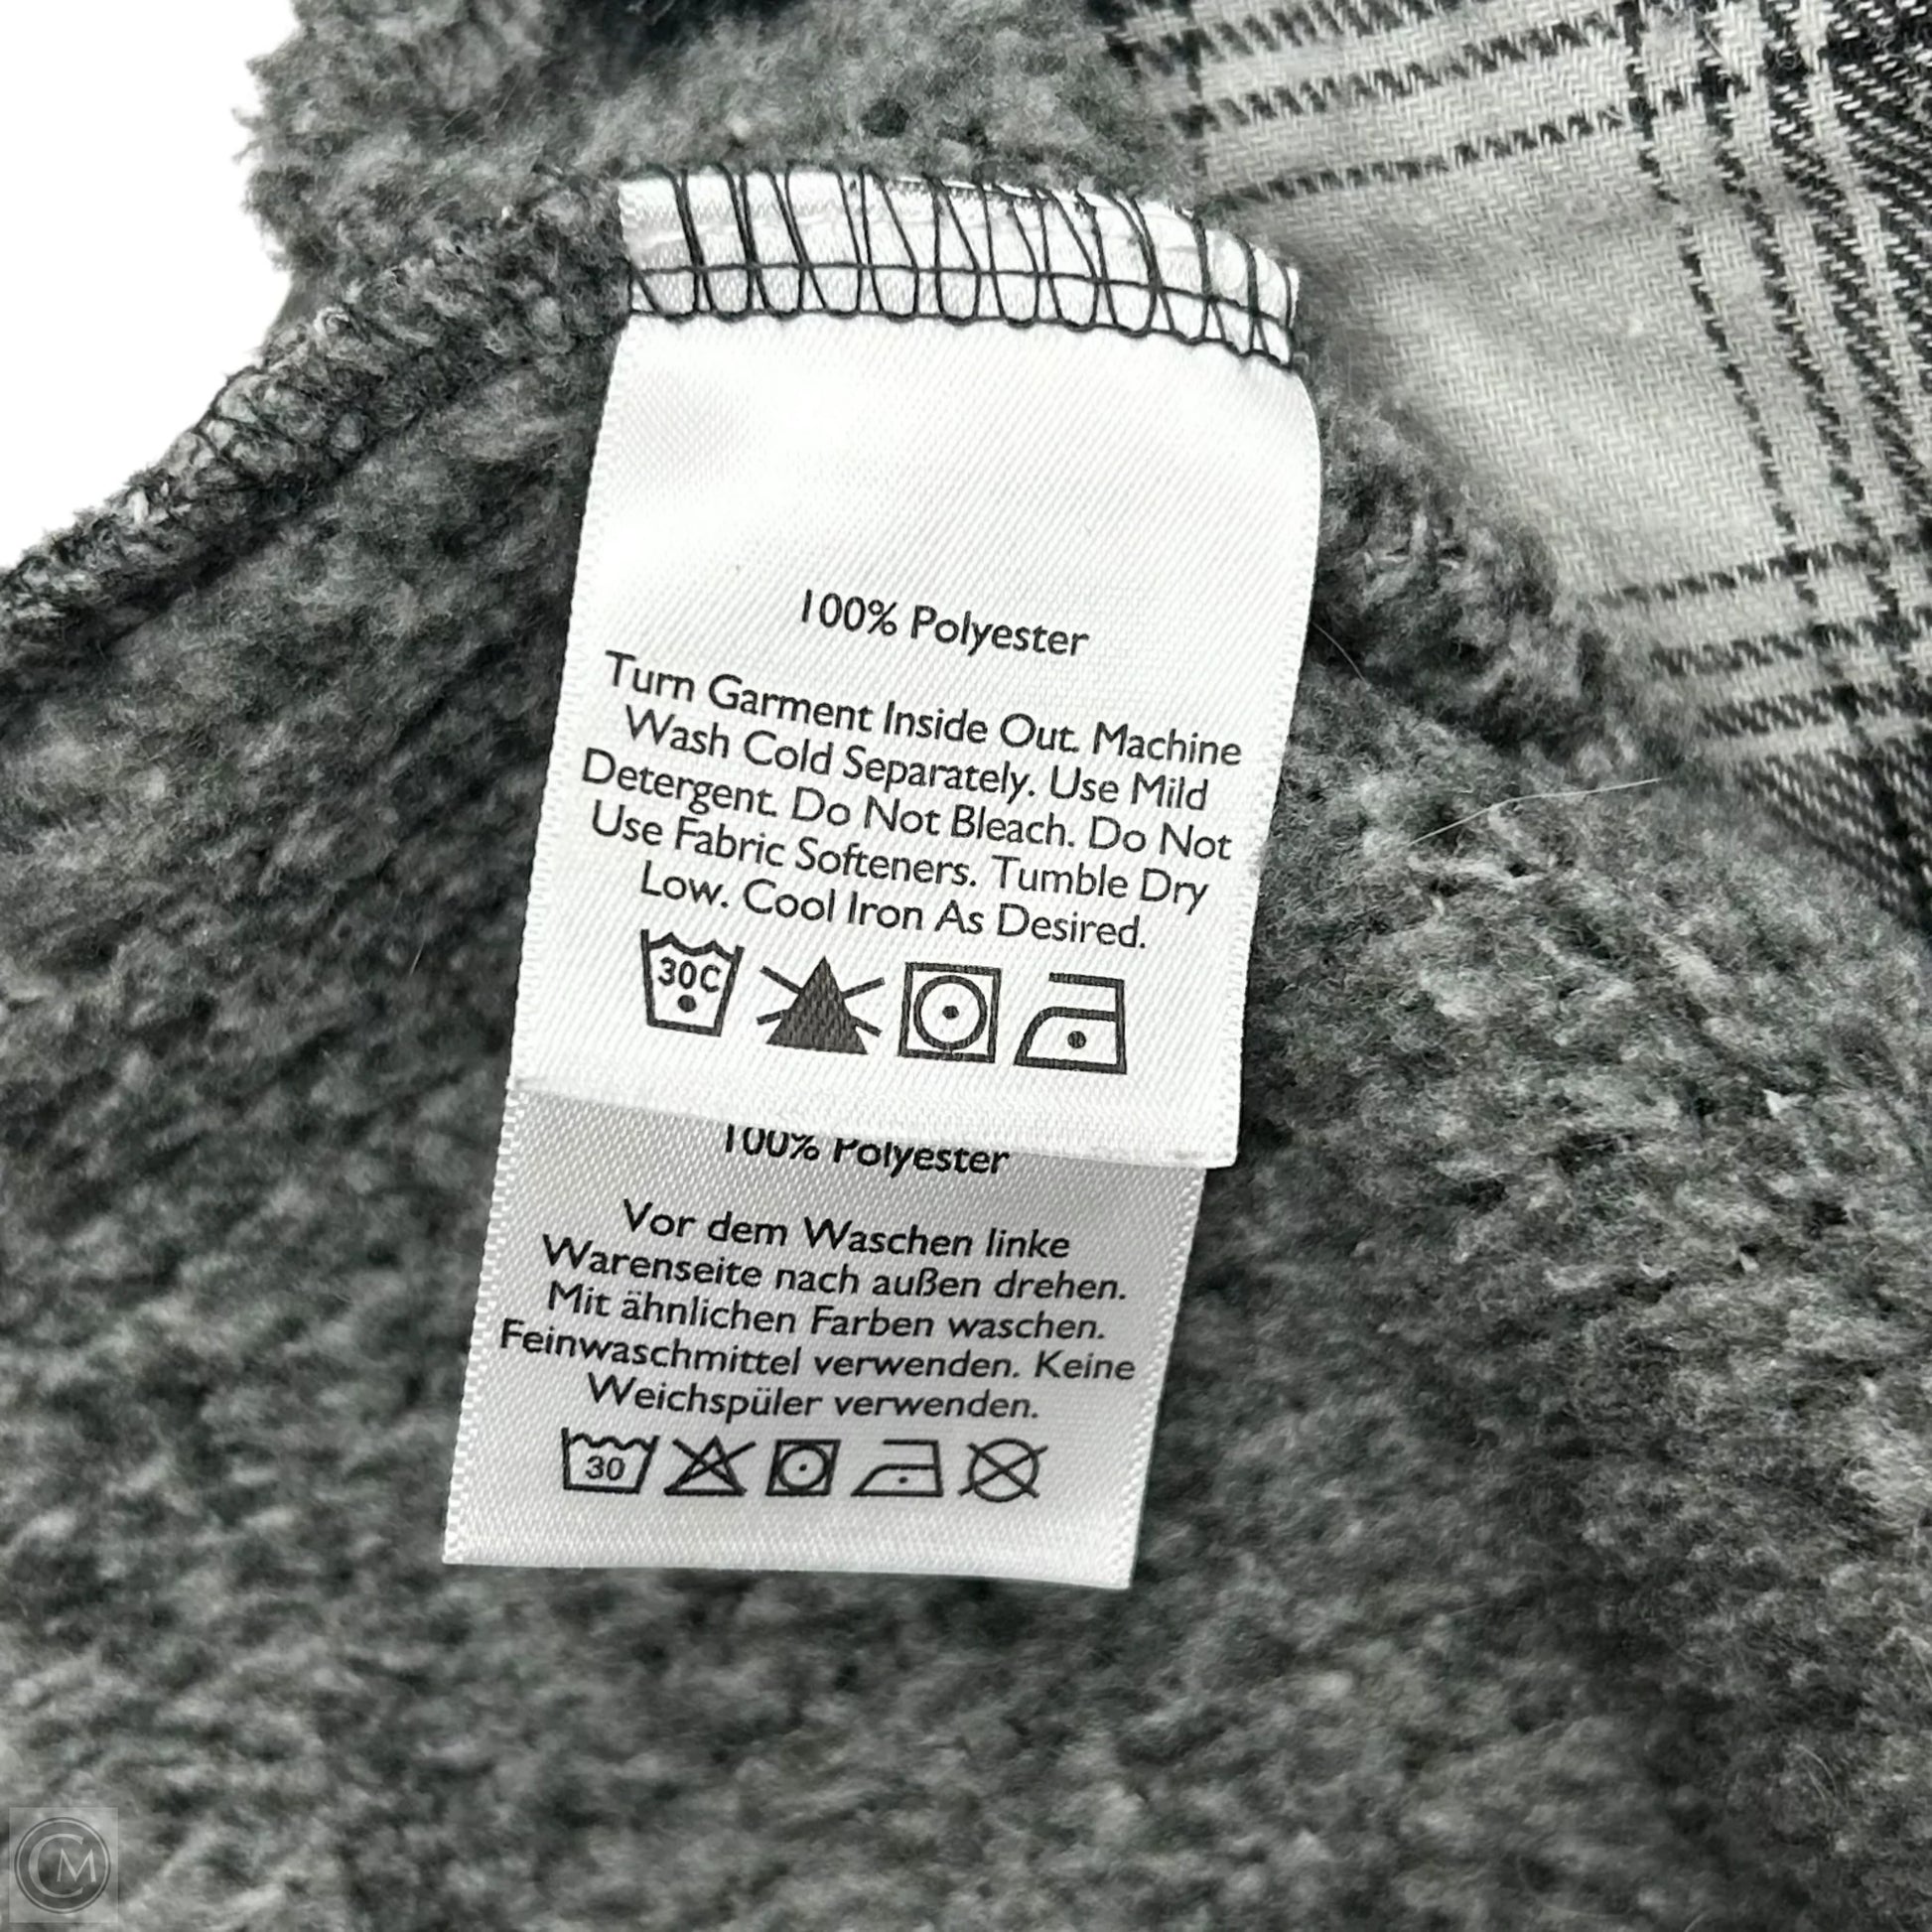 100% Polyester
Turn Garment Inside Out. Machine
Wash Cold Separately. Use Mild
Detergent. Do Not Bleach. Do Not
Use Fabric Softeners. Tumble Dry
Low. Cool Iron As Desired.
30C
100% Polyester
Vor dem Waschen linke
Warenseite nach außen drehen.
Mit ähnlichen Farben waschen.
Feinwaschmittel verwenden. Keine
Weichspüler verwenden.
30
CM